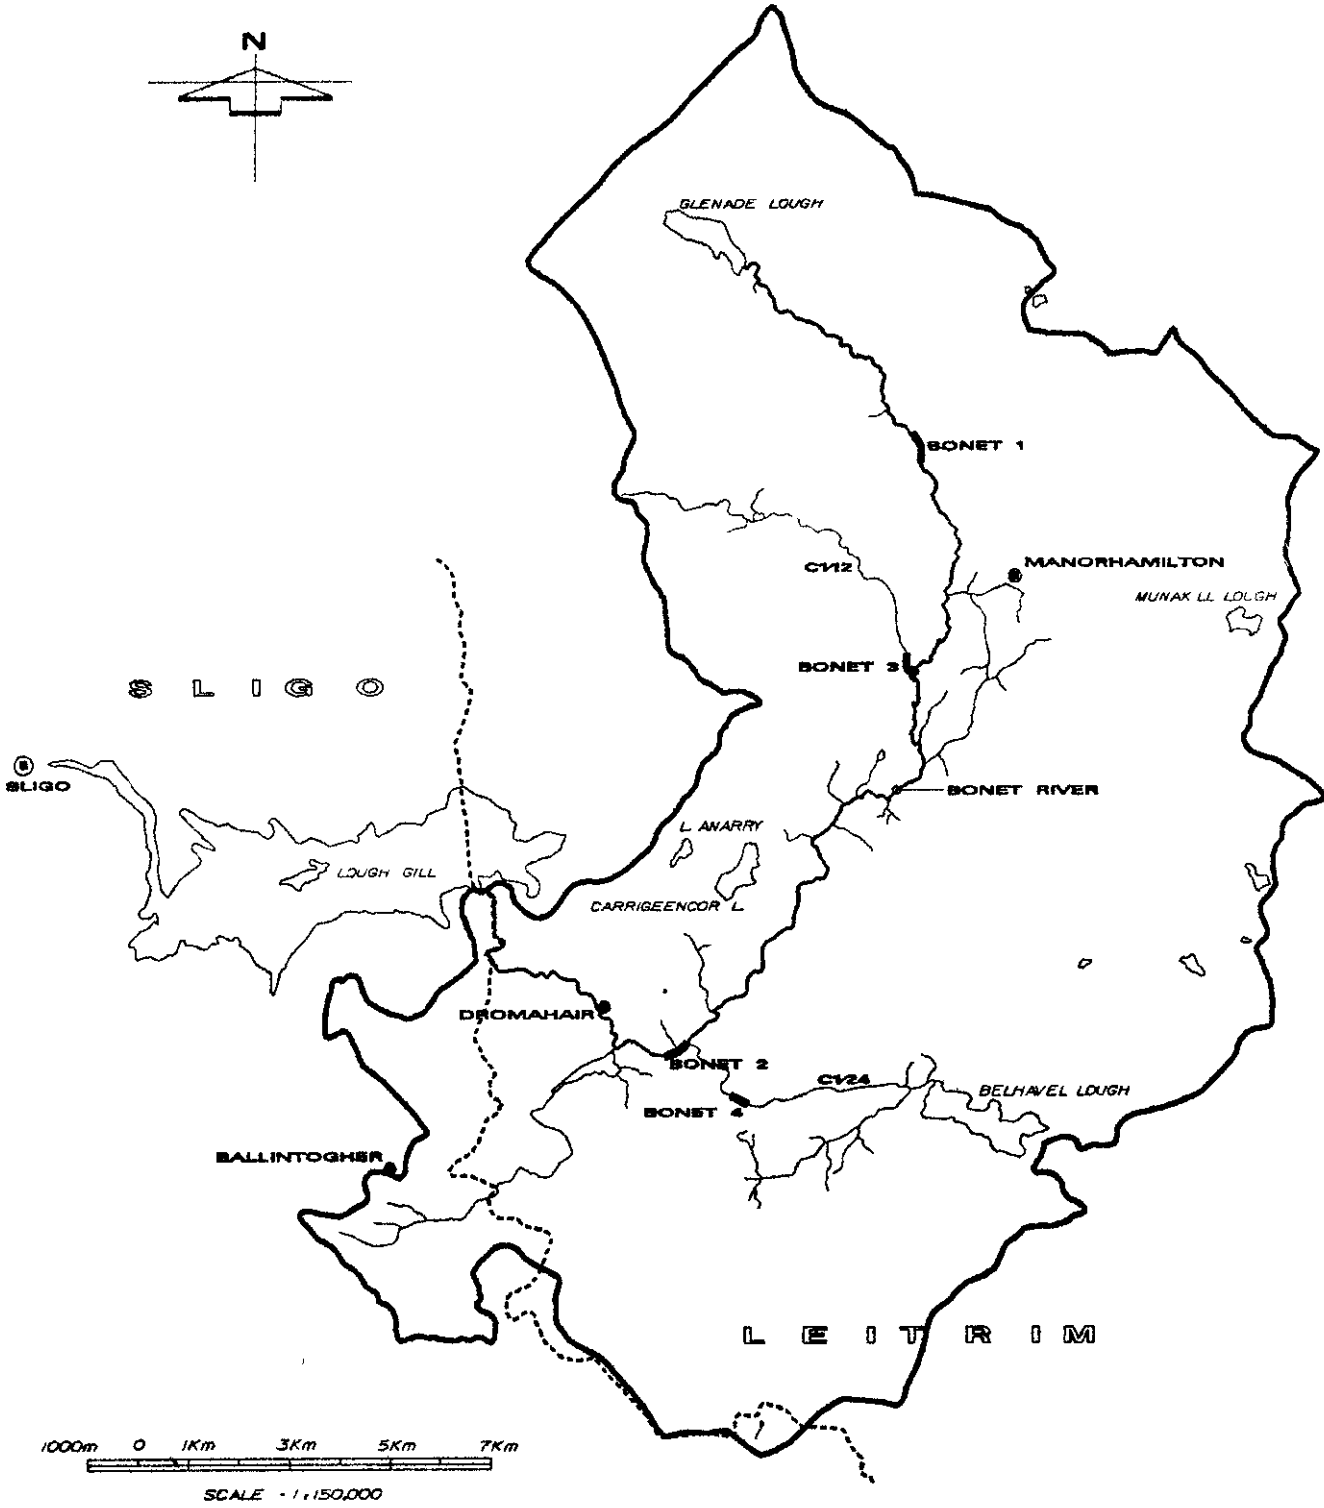 N
GLENADE LOUGH
BONET 1
MANORHAMILTON
C1/12
MUNAK LL LOUGH
BONET 3
SLIGO
SLIGO
BONET RIVER
L. ANARRY
LOUGH GILL
CARRIGEENCOR L.
DROMAHAIR
BONET 2
C1/24
BELHAVEL LOUGH
BONET 4
BALLINTOGHER
LEITRIM
1000m 0 1Km 3Km 5Km 7Km
SCALE - 1:150,000